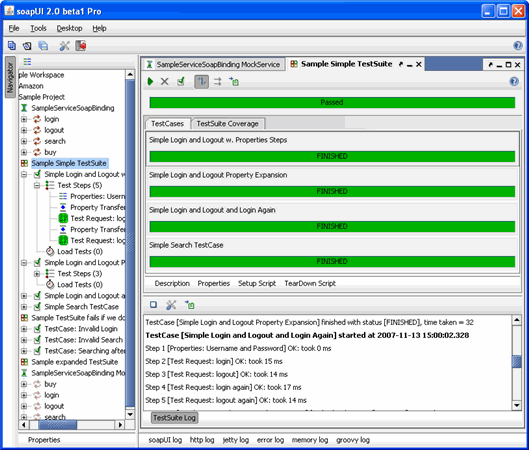 soapUI 2.0 beta1 Pro
File Tools Desktop Help
Navigator
ple Workspace
Amazon
Sample Project
SampleServiceSoapBinding
login
logout
search
buy
Sample Simple TestSuite
Simple Login and Logout w
Test Steps (5)
Properties: Usern
Property Transfer
Test Request: log
Property Transfer
Test Request: log
Load Tests (0)
Simple Login and Logout P
Test Steps (3)
Load Tests (0)
Simple Login and Logout a
Simple Search TestCase
Sample TestSuite fails if we do
TestCase: Invalid Login
TestCase: Invalid Search
TestCase: Searching after
Sample expanded TestSuite
SampleServiceSoapBinding Mo
buy
login
logout
search
Properties
SampleServiceSoapBinding MockService
Sample Simple TestSuite
Passed
TestCases TestSuite Coverage
Simple Login and Logout w. Properties Steps
FINISHED
Simple Login and Logout Property Expansion
FINISHED
Simple Login and Logout and Login Again
FINISHED
Simple Search TestCase
FINISHED
Description Properties Setup Script TearDown Script
TestCase [Simple Login and Logout Property Expansion] finished with status [FINISHED], time taken = 32
TestCase [Simple Login and Logout and Login Again] started at 2007-11-13 15:00:02.328
Step 1 [Properties: Username and Password] OK: took 0 ms
Step 2 [Test Request: login] OK: took 15 ms
Step 3 [Test Request: logout] OK: took 14 ms
Step 4 [Test Request: login again] OK: took 17 ms
Step 5 [Test Request: logout again] OK: took 14 ms
TestSuite Log
soapUI log http log jetty log error log memory log groovy log